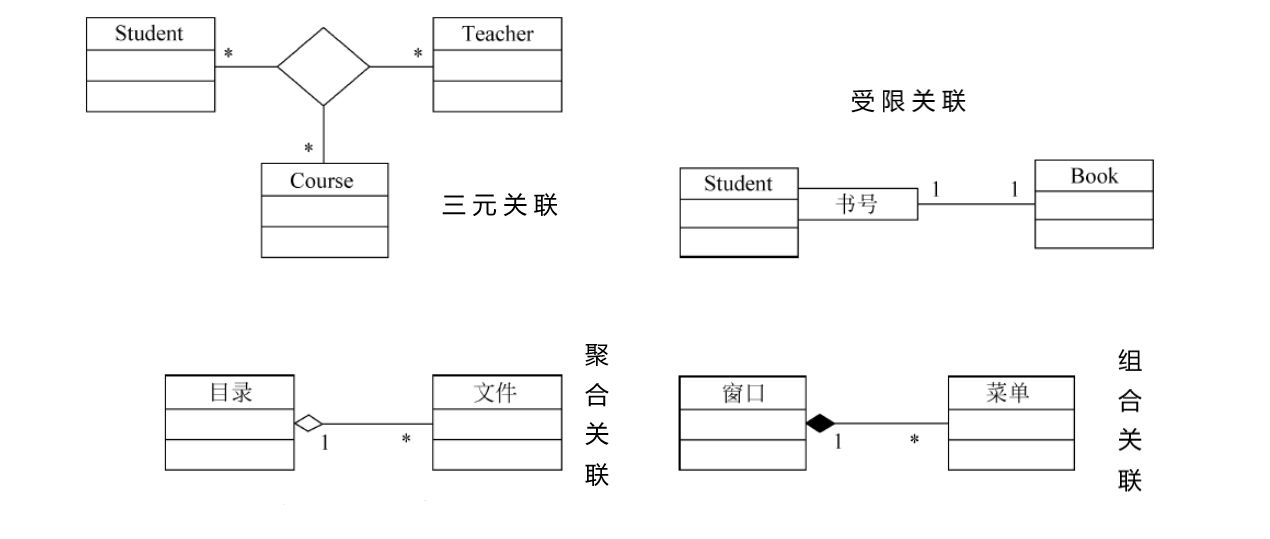 Student
*
*
Teacher
*
Course
三元关联
受限关联
Student
书号
1
1
Book
目录
1
*
文件
聚合关联
窗口
1
*
菜单
组合关联